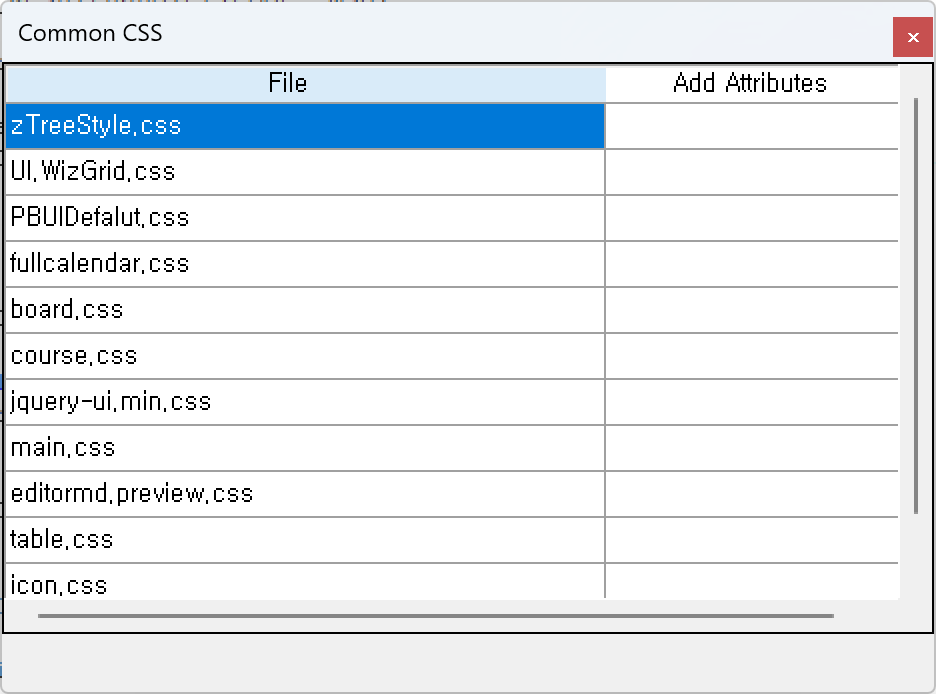 Common CSS
File Add Attributes
zTreeStyle.css
UI.WizGrid.css
PBUIDefalut.css
fullcalendar.css
board.css
course.css
jquery-ui.min.css
main.css
editormd.preview.css
table.css
icon.css